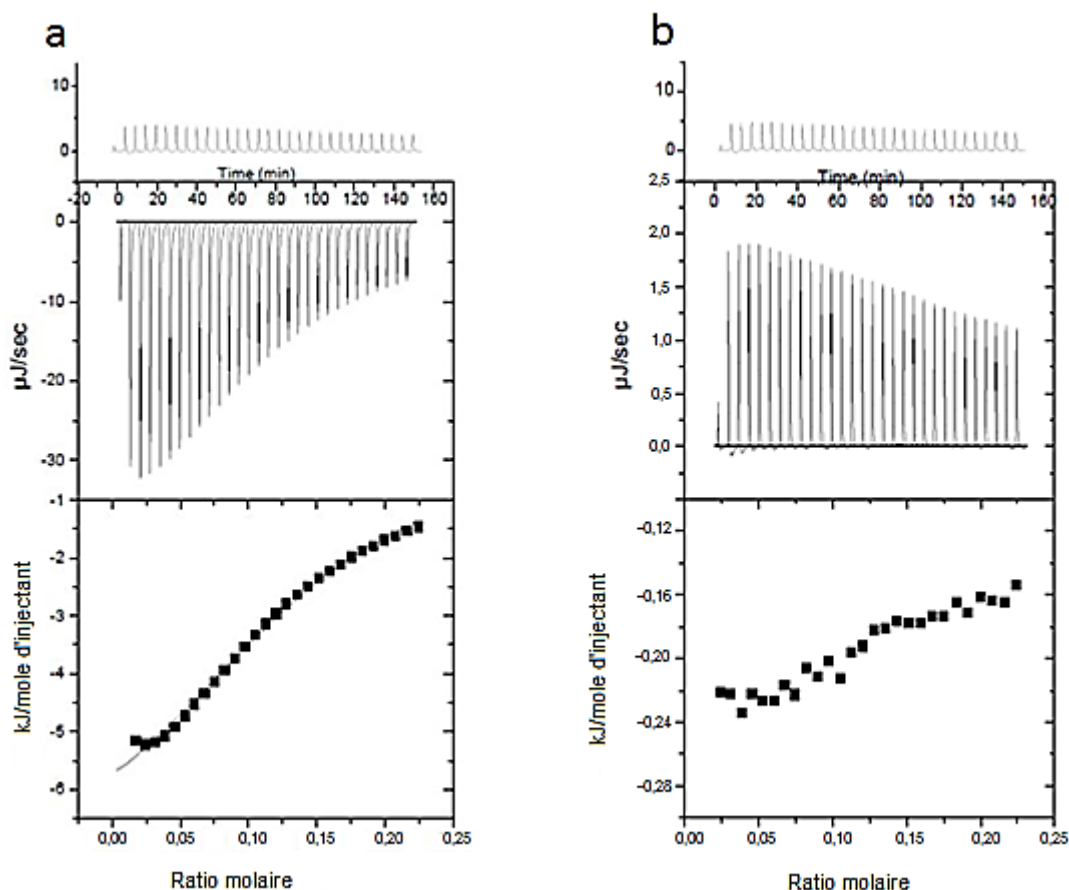 a
10
0
Time (min)
-20 0 20 40 60 80 100 120 140 160
0
-10
-20
-30
µJ/sec
-1
-2
-3
-4
-5
-6
kJ/mole d'injectant
0,00 0,05 0,10 0,15 0,20 0,25
Ratio molaire
b
10
0
Time (min)
0 20 40 60 80 100 120 140 160
2,5
2,0
1,5
1,0
0,5
0,0
µJ/sec
-0,12
-0,16
-0,20
-0,24
-0,28
kJ/mole d'injectant
0,00 0,05 0,10 0,15 0,20 0,25
Ratio molaire